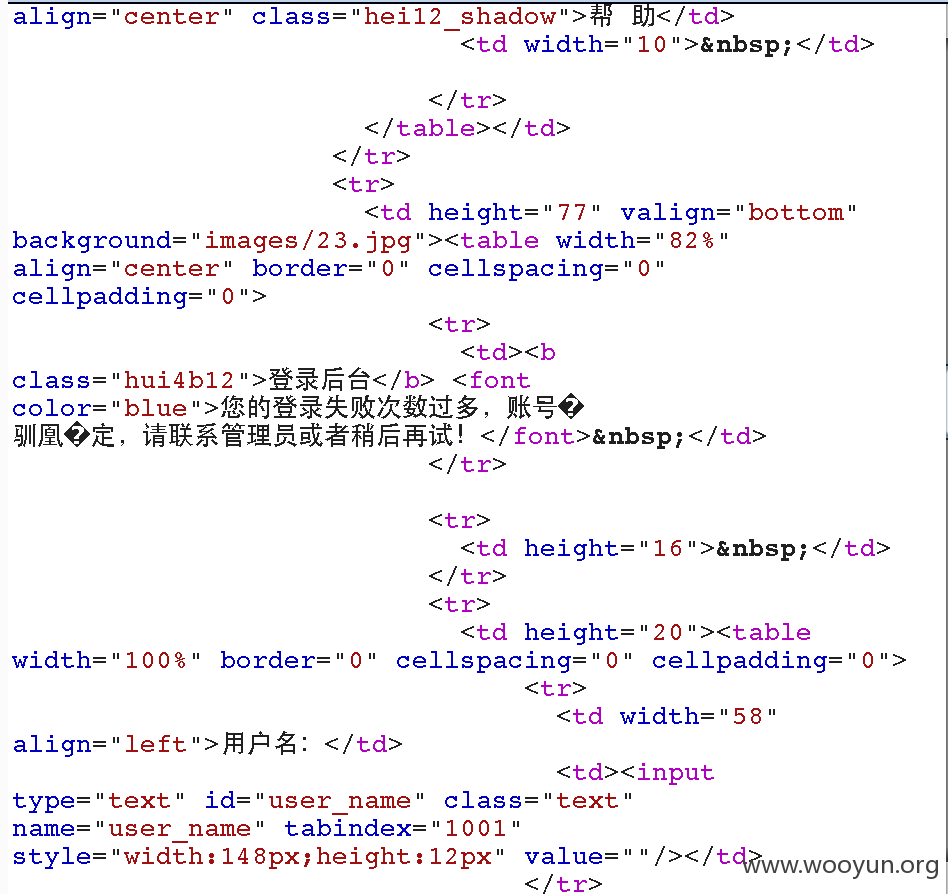 align="center" class="hei12_shadow">帮 助</td>
<td width="10">&nbsp;</td>
</tr>
</table></td>
</tr>
<tr>
<td height="77" valign="bottom"
background="images/23.jpg"><table width="82%"
align="center" border="0" cellspacing="0"
cellpadding="0">
<tr>
<td><b
class="hui4b12">登录后台</b> <font
color="blue">您的登录失败次数过多，账号�
驯凰�定，请联系管理员或者稍后再试！</font>&nbsp;</td>
</tr>
<tr>
<td height="16">&nbsp;</td>
</tr>
<tr>
<td height="20"><table
width="100%" border="0" cellspacing="0" cellpadding="0">
<tr>
<td width="58"
align="left">用户名：</td>
<td><input
type="text" id="user_name" class="text"
name="user_name" tabindex="1001"
style="width:148px;height:12px" value=""/></td>
www.wooyun.org
</tr>